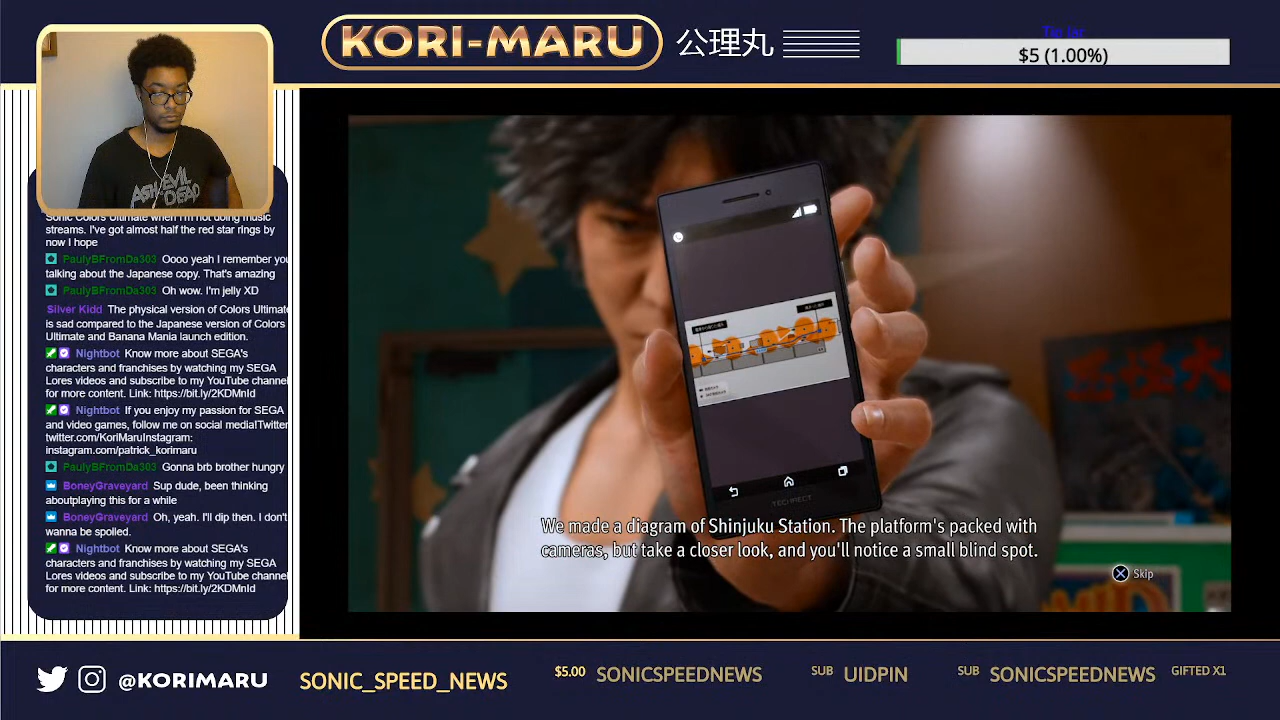 KORI-MARU
公理丸
Tip jar
$5 (1.00%)
ASH EVIL
DEAD
Sonic Colors Ultimate when I'm not doing music
streams. I've got almost half the red star rings by
now I hope
PaulyBFromDa303 Oooo yeah I remember you
talking about the Japanese copy. That's amazing
PaulyBFromDa303 Oh wow. I'm jelly XD
Silver Kidd The physical version of Colors Ultimate
is sad compared to the Japanese version of Colors
Ultimate and Banana Mania launch edition.
Nightbot Know more about SEGA's
characters and franchises by watching my SEGA
Lores videos and subscribe to my YouTube channel
for more content. Link: https://bit.ly/2KDMnId
Nightbot If you enjoy my passion for SEGA
and video games, follow me on social media!Twitter:
twitter.com/KoriMaruInstagram:
instagram.com/patrick_korimaru
PaulyBFromDa303 Gonna brb brother hungry
BoneyGraveyard Sup dude, been thinking
aboutplaying this for a while
BoneyGraveyard Oh, yeah. I'll dip then. I don't
wanna be spoiled.
Nightbot Know more about SEGA's
characters and franchises by watching my SEGA
Lores videos and subscribe to my YouTube channel
for more content. Link: https://bit.ly/2KDMnId
We made a diagram of Shinjuku Station. The platform's packed with
cameras, but take a closer look, and you'll notice a small blind spot.
Skip
@KORIMARU
SONIC_SPEED_NEWS
$5.00 SONICSPEEDNEWS
SUB UIDPIN
SUB SONICSPEEDNEWS GIFTED X1